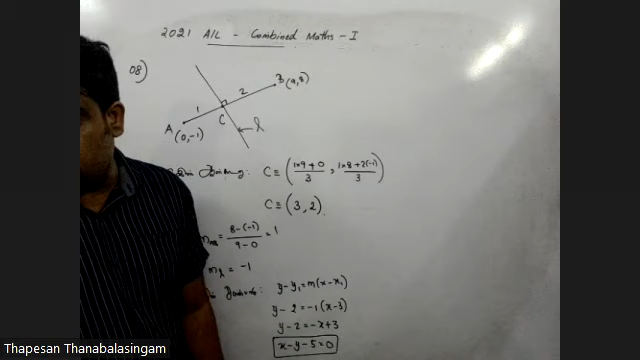 2021 A/L - Combined Maths - I
08)
B (9,8)
2
1
C
A (0,-1)
l
C ≡ ( (1×9+0)/3 , (1×8+2(-1))/3 )
C ≡ (3, 2).
= (8-(-1))/(9-0) = 1
m_l = -1
y-y₁ = m(x-x₁)
y-2 = -1(x-3)
y-2 = -x+3
x-y-5=0
Thapesan Thanabalasingam